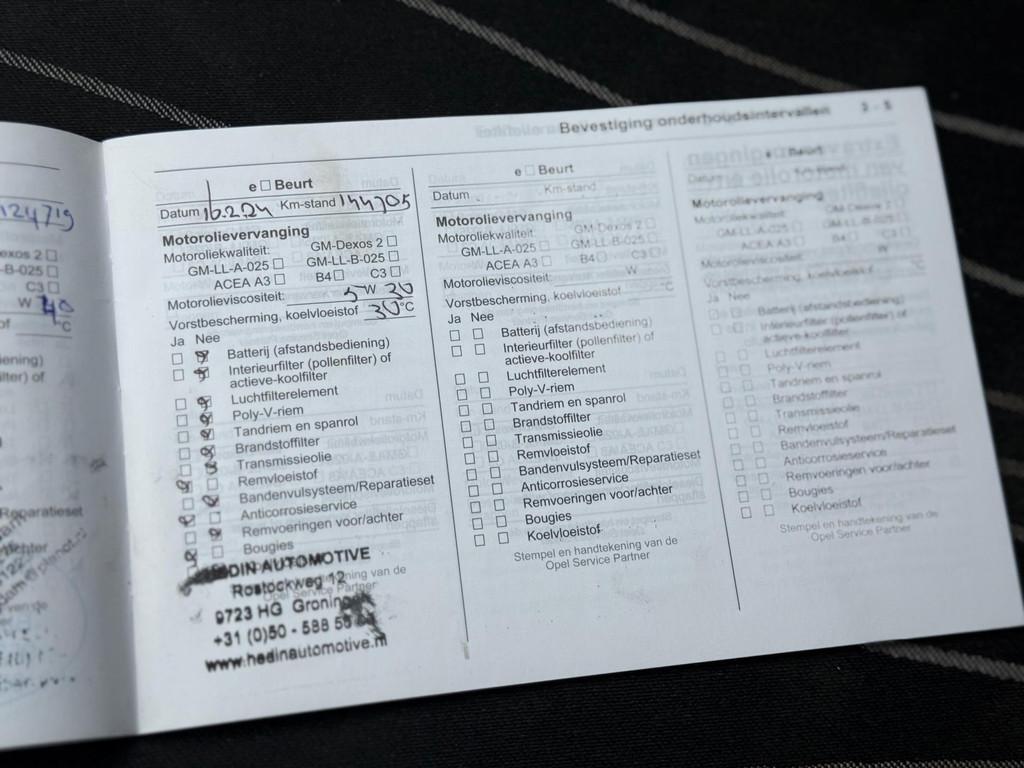 Bevestiging onderhoudsintervallen 3 - 5
124719
exos 2 ☐
-B-025 ☐
C3 ☐
W 40
°C
ening)
ilter) of
Reparatieset
e ☐ Beurt
Datum 16.2.24 Km-stand 144705
Motorolievervanging
Motoroliekwaliteit: GM-Dexos 2 ☐
GM-LL-A-025 ☐ GM-LL-B-025 ☐
ACEA A3 ☐ B4 ☐ C3 ☐
Motorolieviscositeit: 5 W 30
Vorstbescherming, koelvloeistof 30 °C
Ja Nee
Batterij (afstandsbediening)
Interieurfilter (pollenfilter) of
actieve-koolfilter
Luchtfilterelement
Poly-V-riem
Tandriem en spanrol
Brandstoffilter
Transmissieolie
Remvloeistof
Bandenvulsysteem/Reparatieset
Anticorrosieservice
Remvoeringen voor/achter
Bougies
HEDIN AUTOMOTIVE
Rostockweg 12
9723 HG Groningen
+31 (0)50 - 588 55
www.hedinautomotive.nl
e ☐ Beurt
Datum Km-stand
Motorolievervanging
Motoroliekwaliteit: GM-Dexos 2 ☐
GM-LL-A-025 ☐ GM-LL-B-025 ☐
ACEA A3 ☐ B4 ☐ C3 ☐
Motorolieviscositeit: W
Vorstbescherming, koelvloeistof °C
Ja Nee
☐ ☐ Batterij (afstandsbediening)
☐ ☐ Interieurfilter (pollenfilter) of
actieve-koolfilter
☐ ☐ Luchtfilterelement
☐ ☐ Poly-V-riem
☐ ☐ Tandriem en spanrol
☐ ☐ Brandstoffilter
☐ ☐ Transmissieolie
☐ ☐ Remvloeistof
☐ ☐ Bandenvulsysteem/Reparatieset
☐ ☐ Anticorrosieservice
☐ ☐ Remvoeringen voor/achter
☐ ☐ Bougies
☐ ☐ Koelvloeistof
Stempel en handtekening van de
Opel Service Partner
e ☐ Beurt
Datum
Motorolievervanging
Motoroliekwaliteit: GM-Dexos 2 ☐
GM-LL-A-025 ☐ GM-LL-B-025 ☐
ACEA A3 ☐ B4 ☐ C3 ☐
Motorolieviscositeit: W
Vorstbescherming, koelvloeistof °C
Ja Nee
☐ ☐ Batterij (afstandsbediening)
☐ ☐ Interieurfilter (pollenfilter) of
actieve-koolfilter
☐ ☐ Luchtfilterelement
☐ ☐ Poly-V-riem
☐ ☐ Tandriem en spanrol
☐ ☐ Brandstoffilter
☐ ☐ Transmissieolie
☐ ☐ Remvloeistof
☐ ☐ Bandenvulsysteem/Reparatieset
☐ ☐ Anticorrosieservice
☐ ☐ Remvoeringen voor/achter
☐ ☐ Bougies
☐ ☐ Koelvloeistof
Stempel en handtekening van de
Opel Service Partner